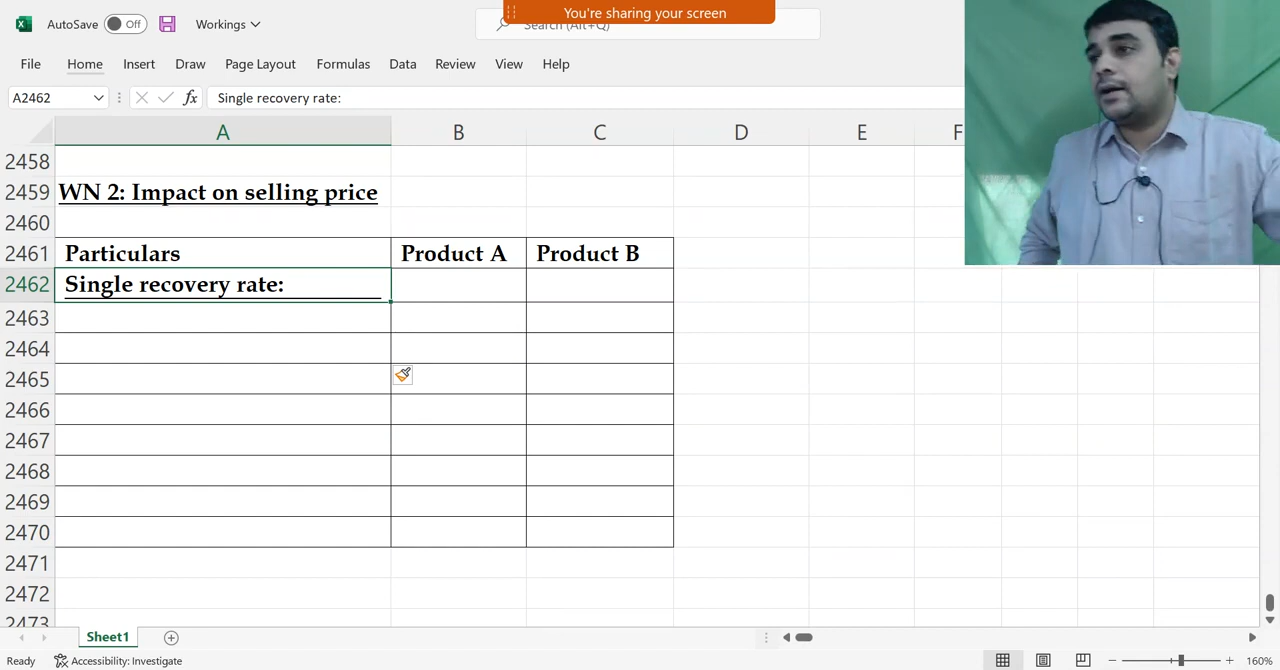 You're sharing your screen
AutoSave Off Workings
Search (Alt+Q)
File Home Insert Draw Page Layout Formulas Data Review View Help
A2462 fx Single recovery rate:
A B C D E F
2458
2459 WN 2: Impact on selling price
2460
2461 Particulars Product A Product B
2462 Single recovery rate:
2463
2464
2465
2466
2467
2468
2469
2470
2471
2472
2473
Sheet1
Ready Accessibility: Investigate 160%